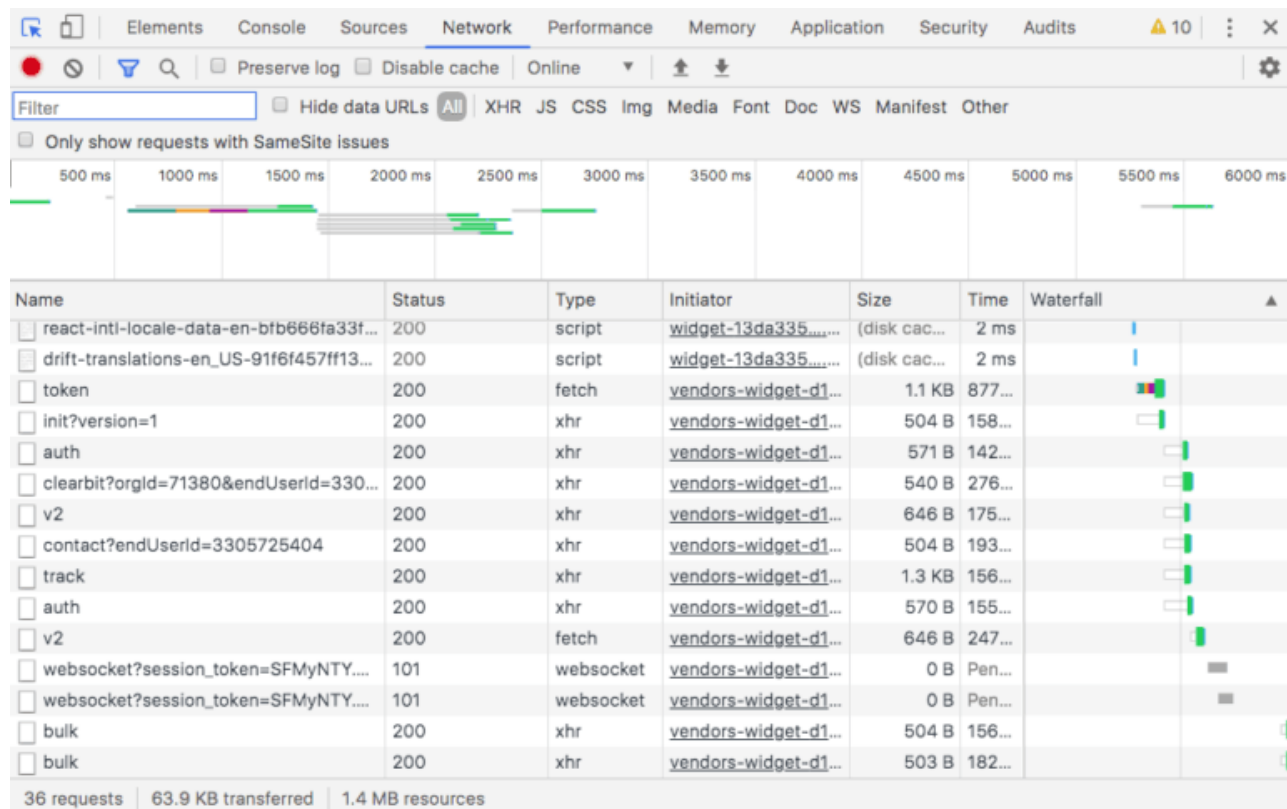 Elements Console Sources Network Performance Memory Application Security Audits 10
Preserve log Disable cache Online
Filter Hide data URLs All XHR JS CSS Img Media Font Doc WS Manifest Other
Only show requests with SameSite issues
500 ms 1000 ms 1500 ms 2000 ms 2500 ms 3000 ms 3500 ms 4000 ms 4500 ms 5000 ms 5500 ms 6000 ms
Name Status Type Initiator Size Time Waterfall
react-intl-locale-data-en-bfb666fa33f... 200 script widget-13da335...... (disk cac... 2 ms
drift-translations-en_US-91f6f457ff13... 200 script widget-13da335...... (disk cac... 2 ms
token 200 fetch vendors-widget-d1... 1.1 KB 877...
init?version=1 200 xhr vendors-widget-d1... 504 B 158...
auth 200 xhr vendors-widget-d1... 571 B 142...
clearbit?orgId=71380&endUserId=330... 200 xhr vendors-widget-d1... 540 B 276...
v2 200 xhr vendors-widget-d1... 646 B 175...
contact?endUserId=3305725404 200 xhr vendors-widget-d1... 504 B 193...
track 200 xhr vendors-widget-d1... 1.3 KB 156...
auth 200 xhr vendors-widget-d1... 570 B 155...
v2 200 fetch vendors-widget-d1... 646 B 247...
websocket?session_token=SFMyNTY.... 101 websocket vendors-widget-d1... 0 B Pen...
websocket?session_token=SFMyNTY.... 101 websocket vendors-widget-d1... 0 B Pen...
bulk 200 xhr vendors-widget-d1... 504 B 156...
bulk 200 xhr vendors-widget-d1... 503 B 182...
36 requests 63.9 KB transferred 1.4 MB resources